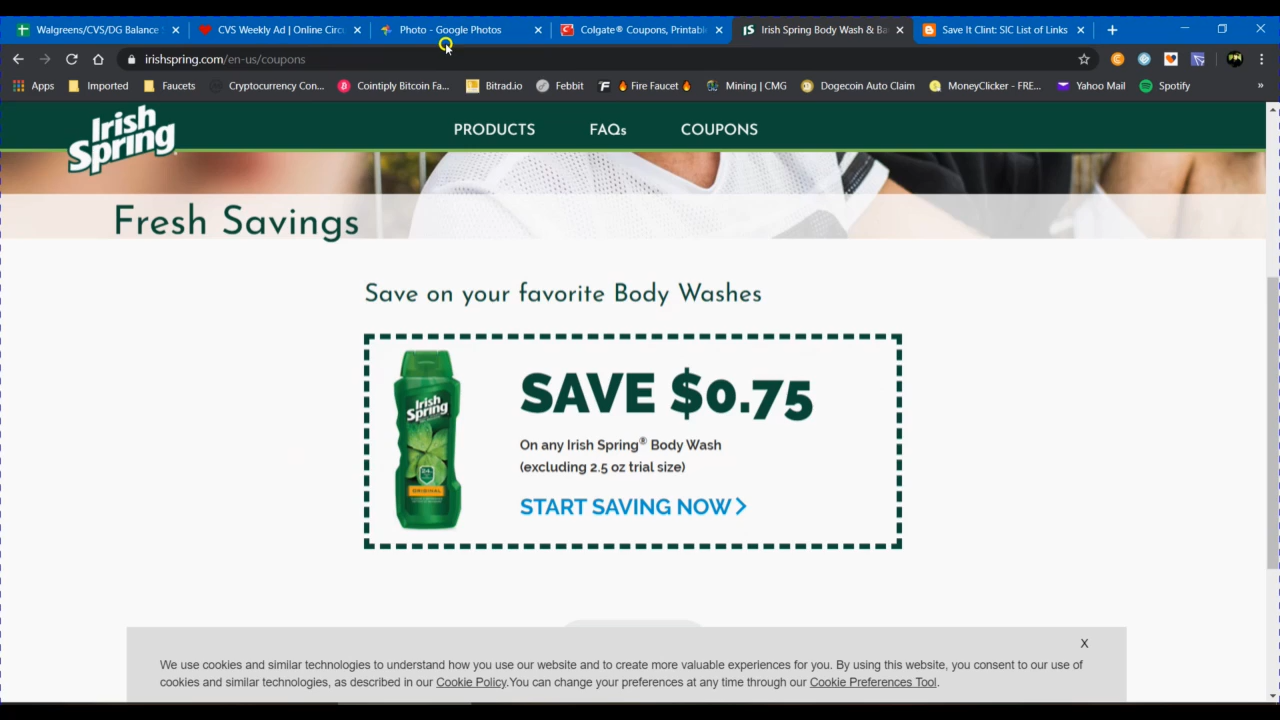 Walgreens/CVS/DG Balance
CVS Weekly Ad | Online Circ
Photo - Google Photos
Colgate® Coupons, Printabl
Irish Spring Body Wash & Ba
Save It Clint: SIC List of Links
irishspring.com/en-us/coupons
Apps
Imported
Faucets
Cryptocurrency Con...
Cointiply Bitcoin Fa...
Bitrad.io
Febbit
Fire Faucet
Mining | CMG
Dogecoin Auto Claim
MoneyClicker - FRE...
Yahoo Mail
Spotify
»
Irish Spring
PRODUCTS
FAQs
COUPONS
Fresh Savings
Save on your favorite Body Washes
Irish Spring
24
ORIGINAL
SAVE $0.75
On any Irish Spring® Body Wash
(excluding 2.5 oz trial size)
START SAVING NOW
X
We use cookies and similar technologies to understand how you use our website and to create more valuable experiences for you. By using this website, you consent to our use of
cookies and similar technologies, as described in our Cookie Policy.You can change your preferences at any time through our Cookie Preferences Tool.